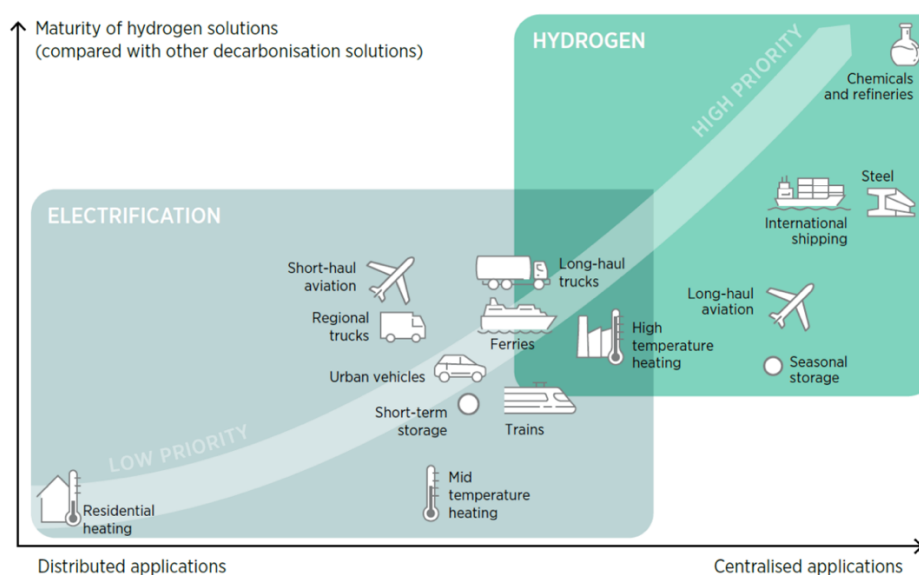 Maturity of hydrogen solutions
(compared with other decarbonisation solutions)
HYDROGEN
HIGH PRIORITY
Chemicals
and refineries
Steel
International
shipping
ELECTRIFICATION
Short-haul
aviation
Long-haul
trucks
Long-haul
aviation
Regional
trucks
Ferries
High
temperature
heating
Urban vehicles
Seasonal
storage
Short-term
storage
Trains
LOW PRIORITY
Mid
temperature
heating
Residential
heating
Distributed applications
Centralised applications